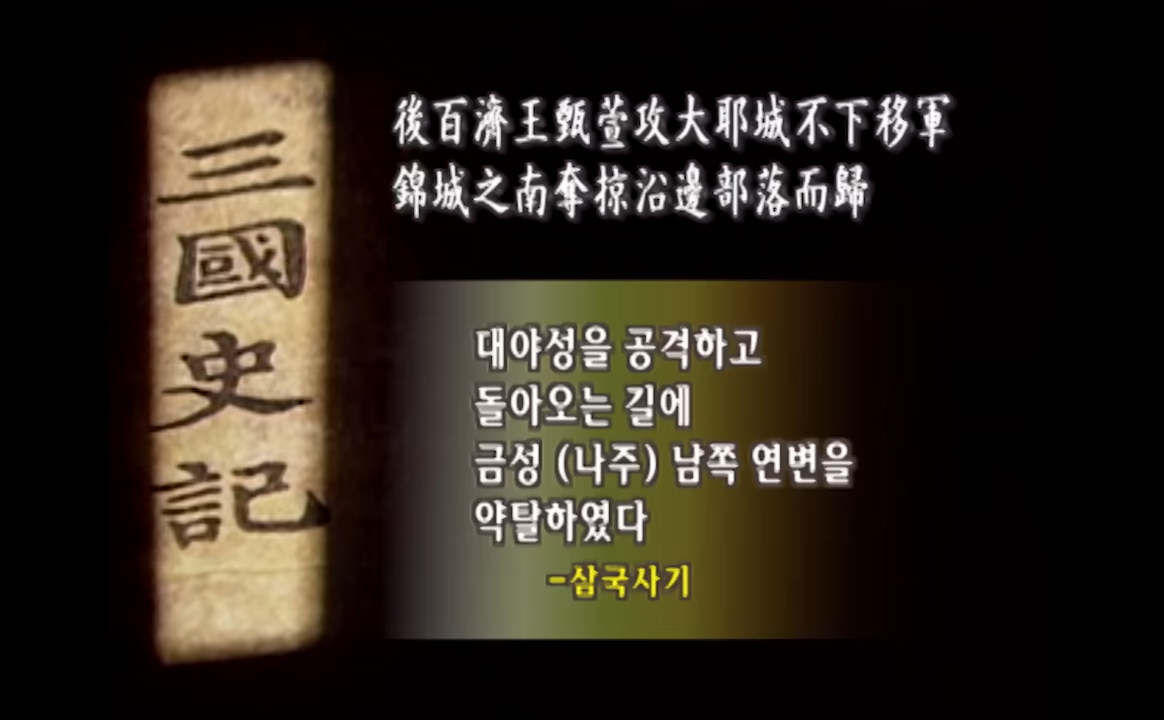 三國史記
後百濟王甄萱攻大耶城不下移軍
錦城之南奪掠沿邊部落而歸
대야성을 공격하고
돌아오는 길에
금성 (나주) 남쪽 연변을
약탈하였다
-삼국사기